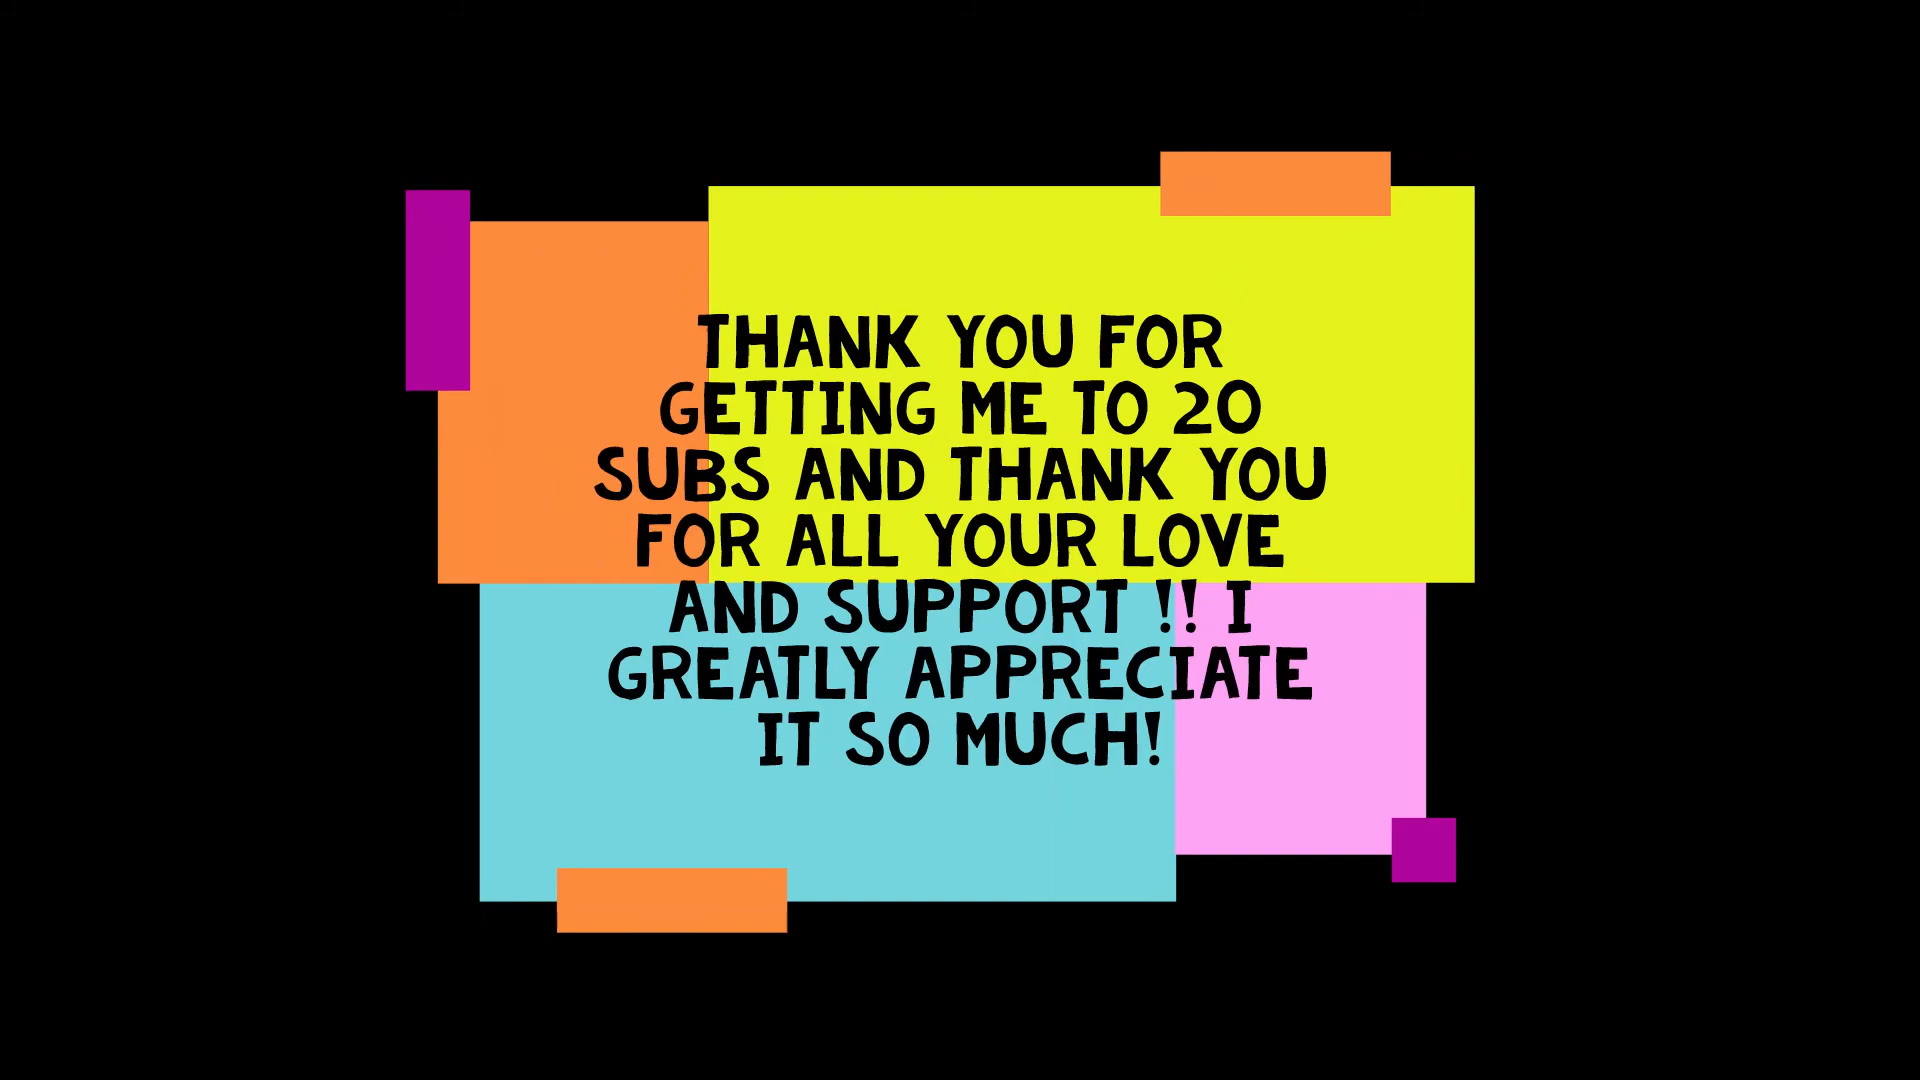 THANK YOU FOR
GETTING ME TO 20
SUBS AND THANK YOU
FOR ALL YOUR LOVE
AND SUPPORT !! I
GREATLY APPRECIATE
IT SO MUCH!